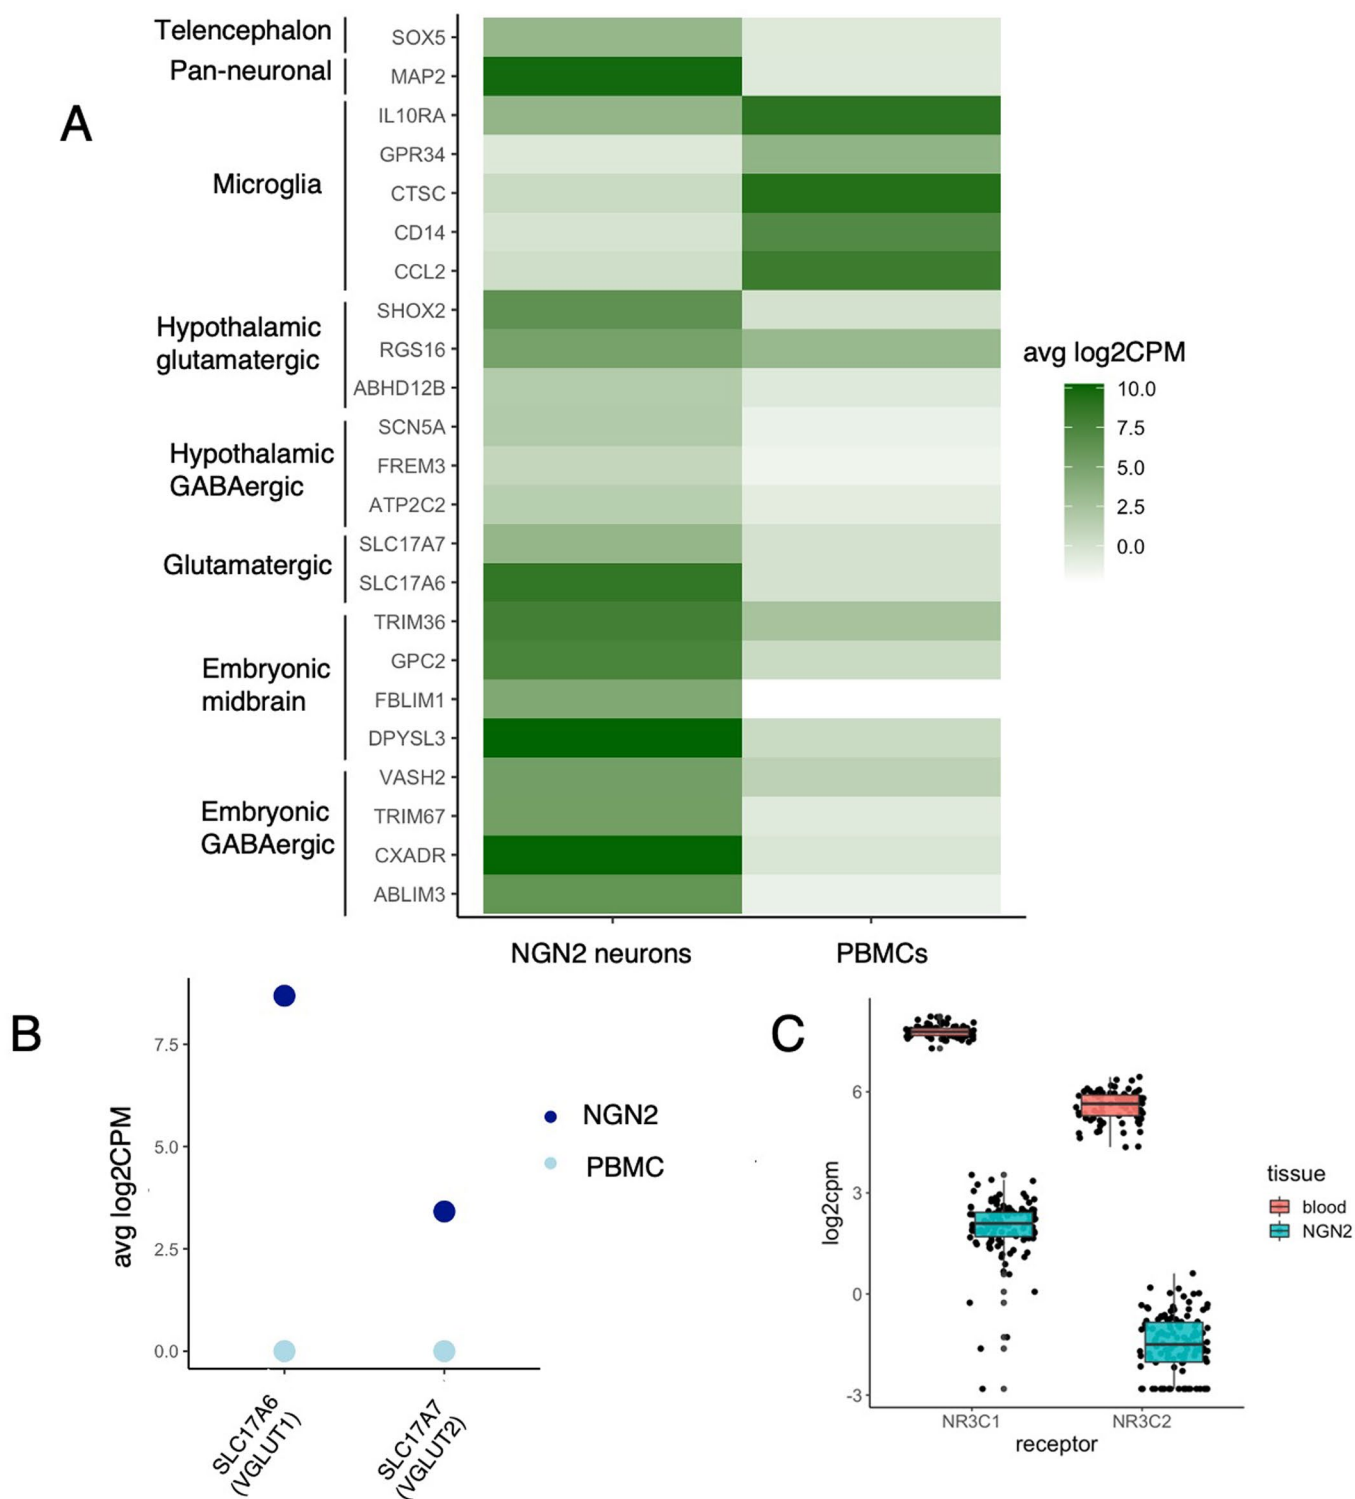 A
Telencephalon
Pan-neuronal
Microglia
Hypothalamic
glutamatergic
Hypothalamic
GABAergic
Glutamatergic
Embryonic
midbrain
Embryonic
GABAergic
SOX5
MAP2
IL10RA
GPR34
CTSC
CD14
CCL2
SHOX2
RGS16
ABHD12B
SCN5A
FREM3
ATP2C2
SLC17A7
SLC17A6
TRIM36
GPC2
FBLIM1
DPYSL3
VASH2
TRIM67
CXADR
ABLIM3
NGN2 neurons
PBMCs
avg log2CPM
10.0
7.5
5.0
2.5
0.0
B
avg log2CPM
7.5
5.0
2.5
0.0
SLC17A6
(VGLUT1)
SLC17A7
(VGLUT2)
NGN2
PBMC
C
log2cpm
6
3
0
-3
NR3C1
NR3C2
receptor
tissue
blood
NGN2